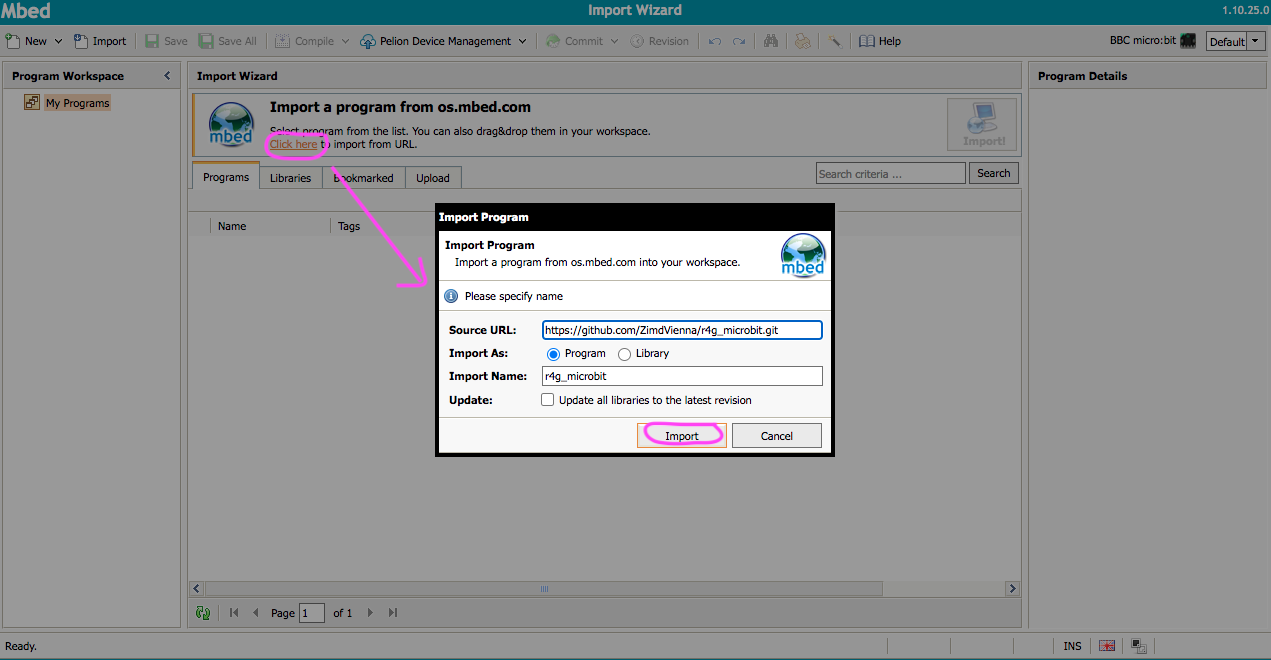 Mbed
Import Wizard
1.10.25.0
New Import Save Save All Compile Pelion Device Management Commit Revision Help BBC micro:bit Default
Program Workspace
My Programs
Import Wizard
mbed
Import a program from os.mbed.com
Select program from the list. You can also drag&drop them in your workspace.
Click here to import from URL.
Import!
Programs Libraries Bookmarked Upload
Search criteria ... Search
Name Tags
Import Program
Import Program
Import a program from os.mbed.com into your workspace.
mbed
Please specify name
Source URL: https://github.com/ZimdVienna/r4g_microbit.git
Import As: Program Library
Import Name: r4g_microbit
Update: Update all libraries to the latest revision
Import Cancel
Page 1 of 1
Program Details
Ready.
INS